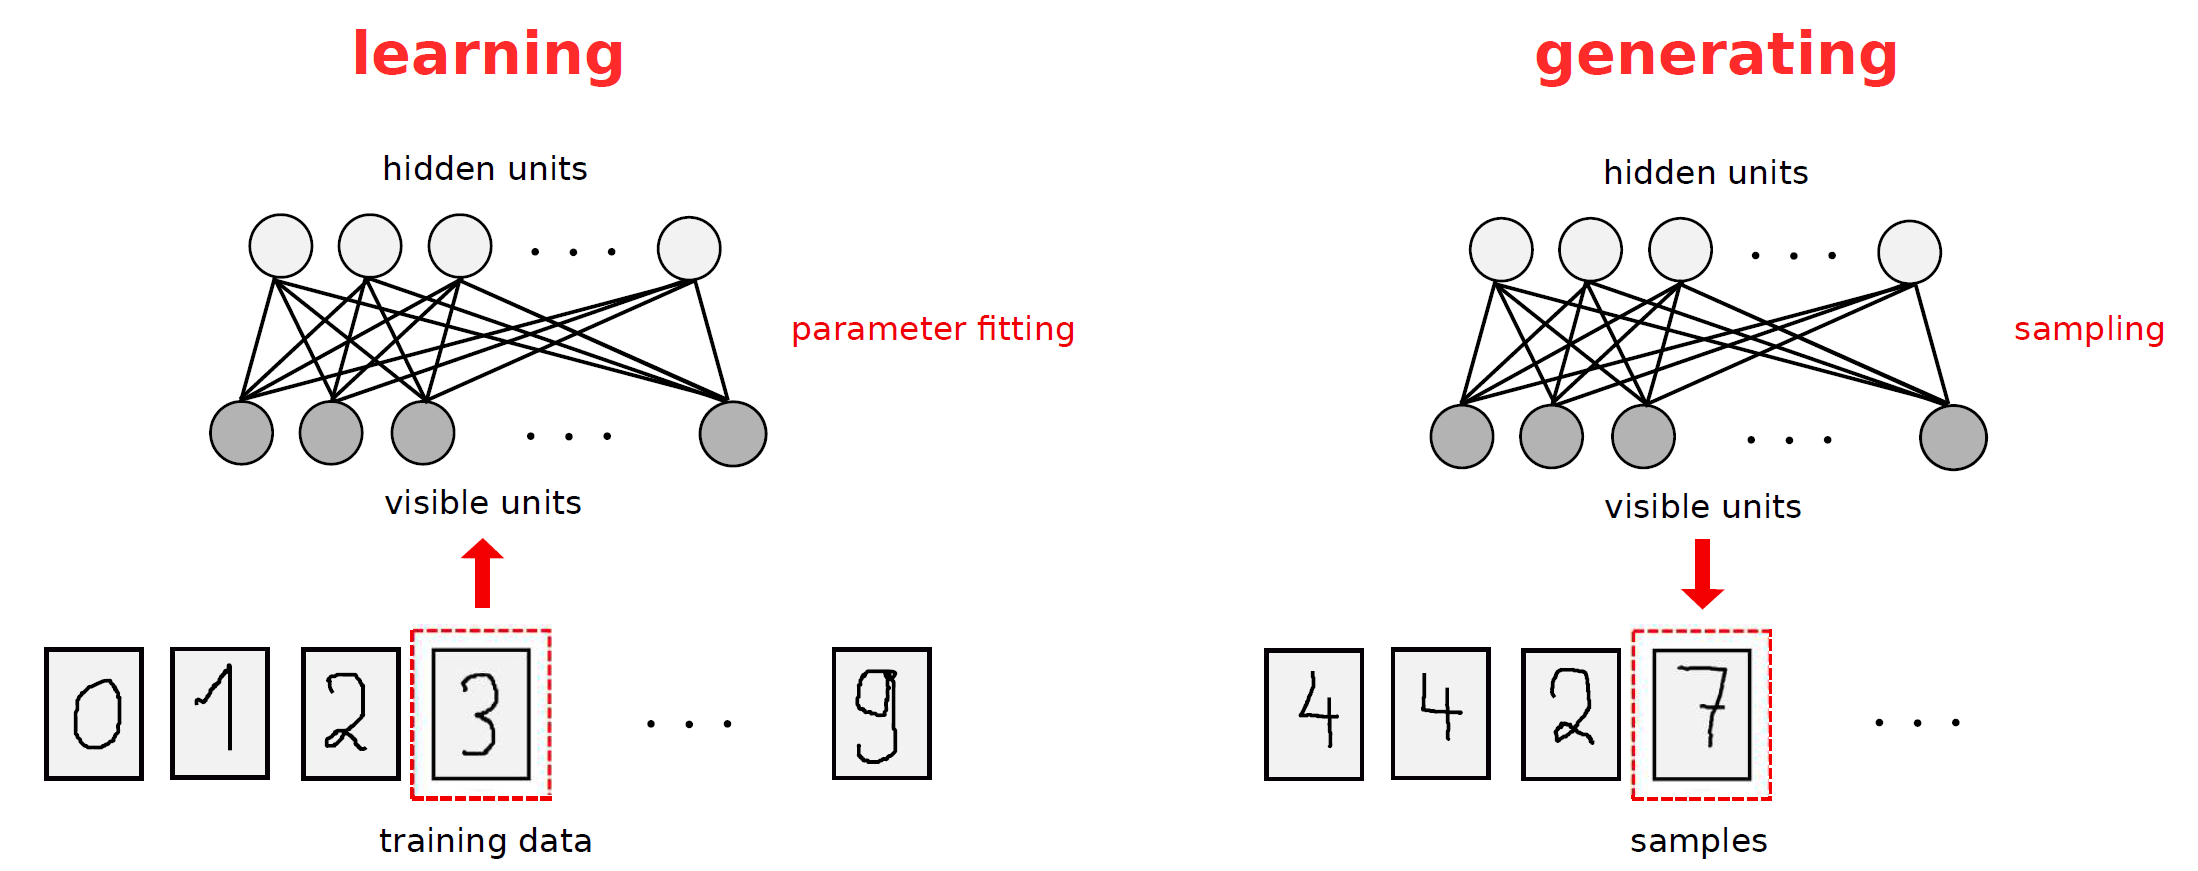 learning
hidden units
. . .
parameter fitting
. . .
visible units
0 1 2 3 . . . 9
training data
generating
hidden units
. . .
sampling
. . .
visible units
4 4 2 7 . . .
samples